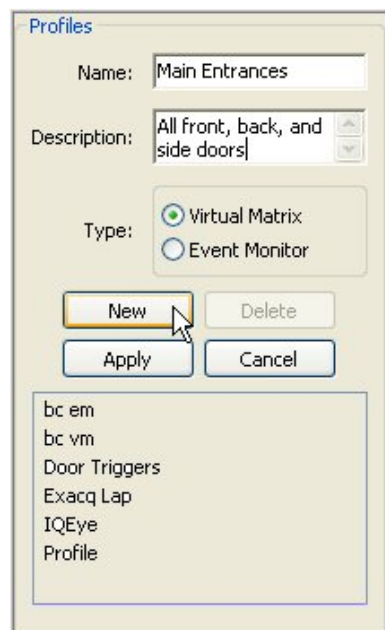 Profiles
Name: Main Entrances
Description: All front, back, and
side doors
Type: Virtual Matrix
Event Monitor
New Delete
Apply Cancel
bc em
bc vm
Door Triggers
Exacq Lap
IQEye
Profile